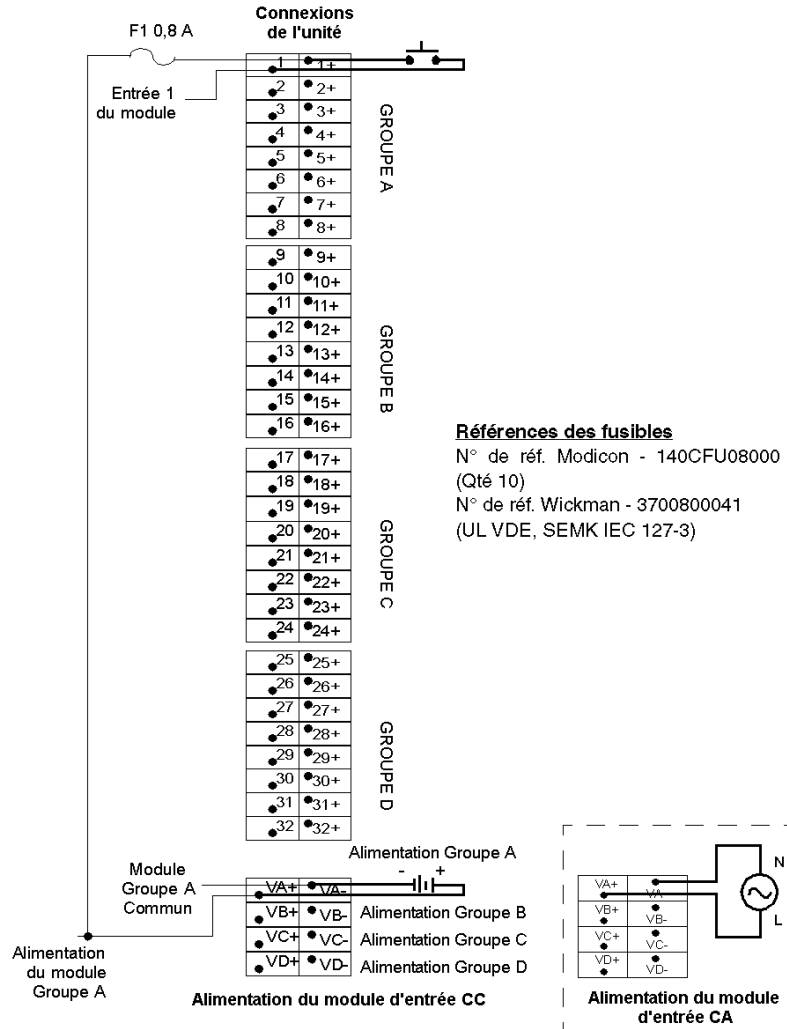 Connexions
de l'unité
F1 0,8 A
1 1+
Entrée 1
du module
2 2+
3 3+
4 4+
5 5+
6 6+
7 7+
8 8+
GROUPE A
9 9+
10 10+
11 11+
12 12+
13 13+
14 14+
15 15+
16 16+
GROUPE B
Références des fusibles
N° de réf. Modicon - 140CFU08000
(Qté 10)
N° de réf. Wickman - 3700800041
(UL VDE, SEMK IEC 127-3)
17 17+
18 18+
19 19+
20 20+
21 21+
22 22+
23 23+
24 24+
GROUPE C
25 25+
26 26+
27 27+
28 28+
29 29+
30 30+
31 31+
32 32+
GROUPE D
Alimentation Groupe A
- +
Module
Groupe A
Commun
VA+ VA-
VB+ VB- Alimentation Groupe B
VC+ VC- Alimentation Groupe C
VD+ VD- Alimentation Groupe D
Alimentation
du module
Groupe A
Alimentation du module d'entrée CC
N
L
VA+ VA
VB+ VB-
VC+ VC-
VD+ VD-
Alimentation du module
d'entrée CA